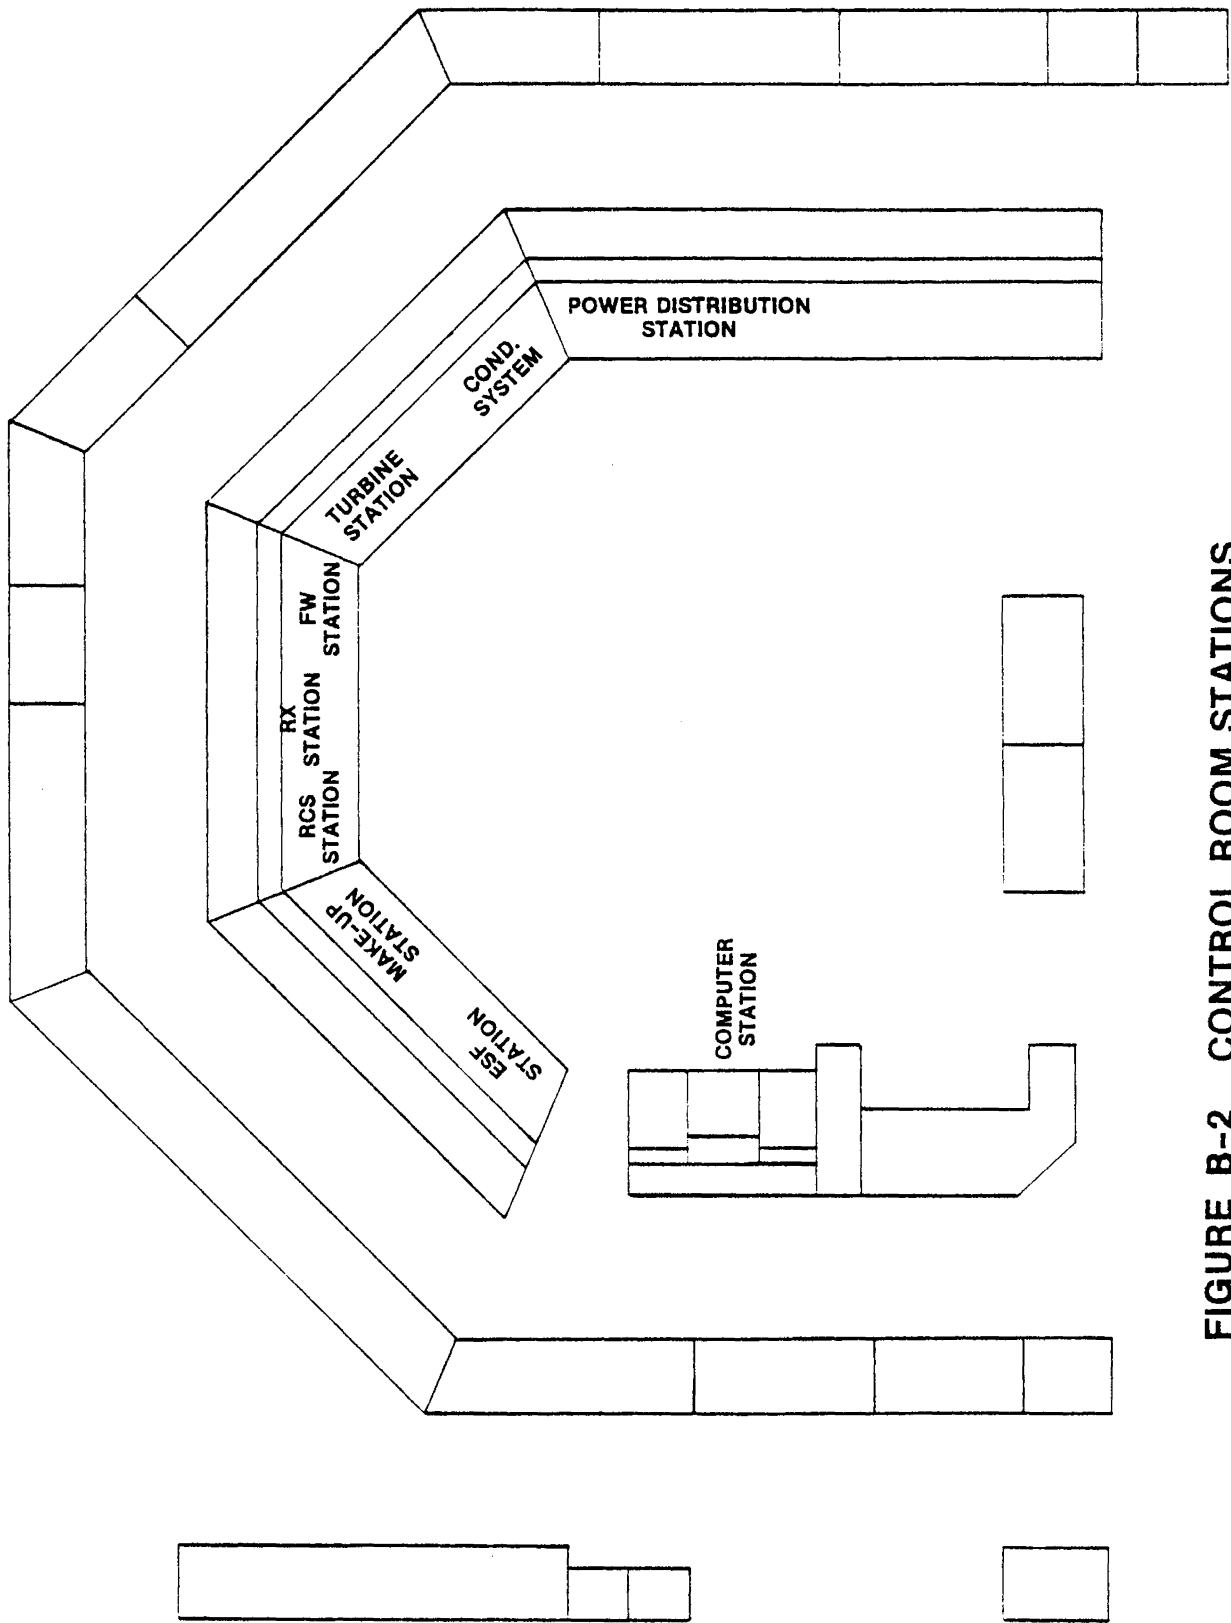 POWER DISTRIBUTION
STATION
COND.
SYSTEM
TURBINE
STATION
FW
STATION
RX
STATION
RCS
STATION
MAKE-UP
STATION
ESF
STATION
COMPUTER
STATION
FIGURE B-2 CONTROL ROOM STATIONS